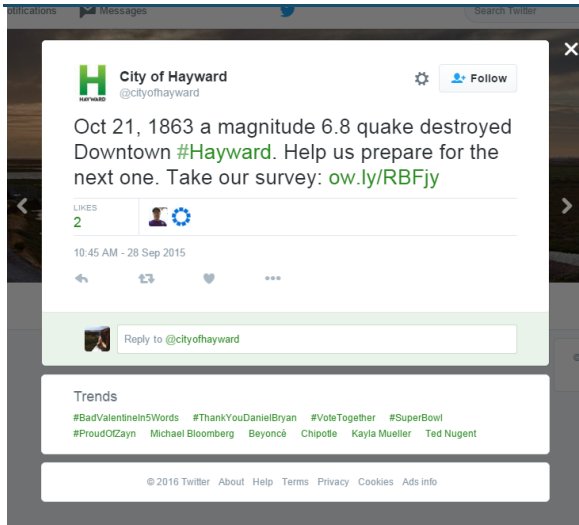 otifications Messages Search Twitter
City of Hayward
@cityofhayward
HAYWARD
Follow
Oct 21, 1863 a magnitude 6.8 quake destroyed
Downtown #Hayward. Help us prepare for the
next one. Take our survey: ow.ly/RBFjy
LIKES
2
10:45 AM - 28 Sep 2015
Reply to @cityofhayward
Trends
#BadValentineIn5Words #ThankYouDanielBryan #VoteTogether #SuperBowl
#ProudOfZayn Michael Bloomberg Beyoncé Chipotle Kayla Mueller Ted Nugent
© 2016 Twitter About Help Terms Privacy Cookies Ads info